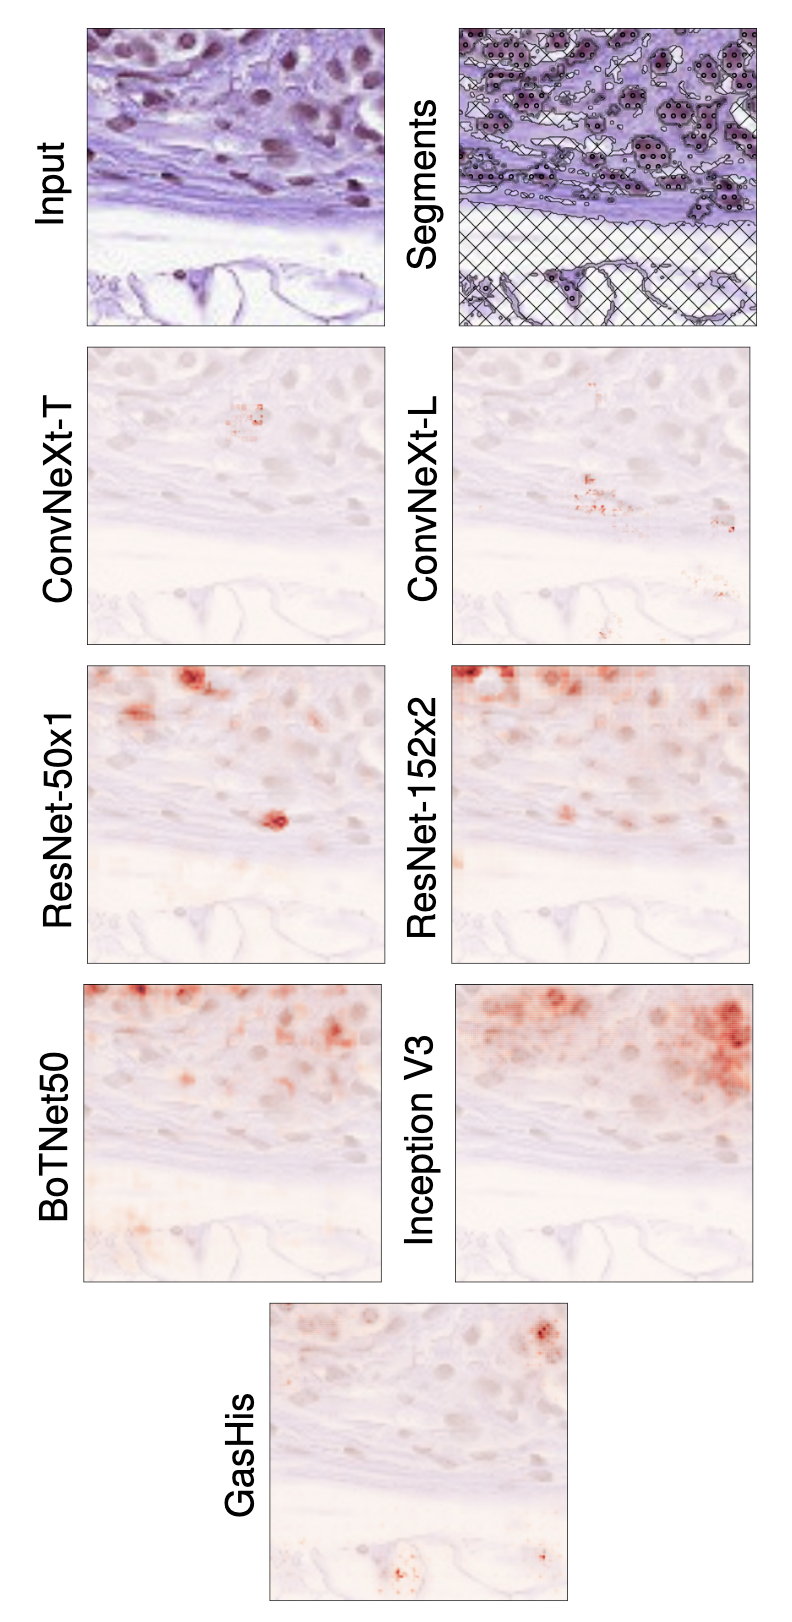 Input
Segments
ConvNeXt-T
ConvNeXt-L
ResNet-50x1
ResNet-152x2
BoTNet50
Inception V3
GasHis